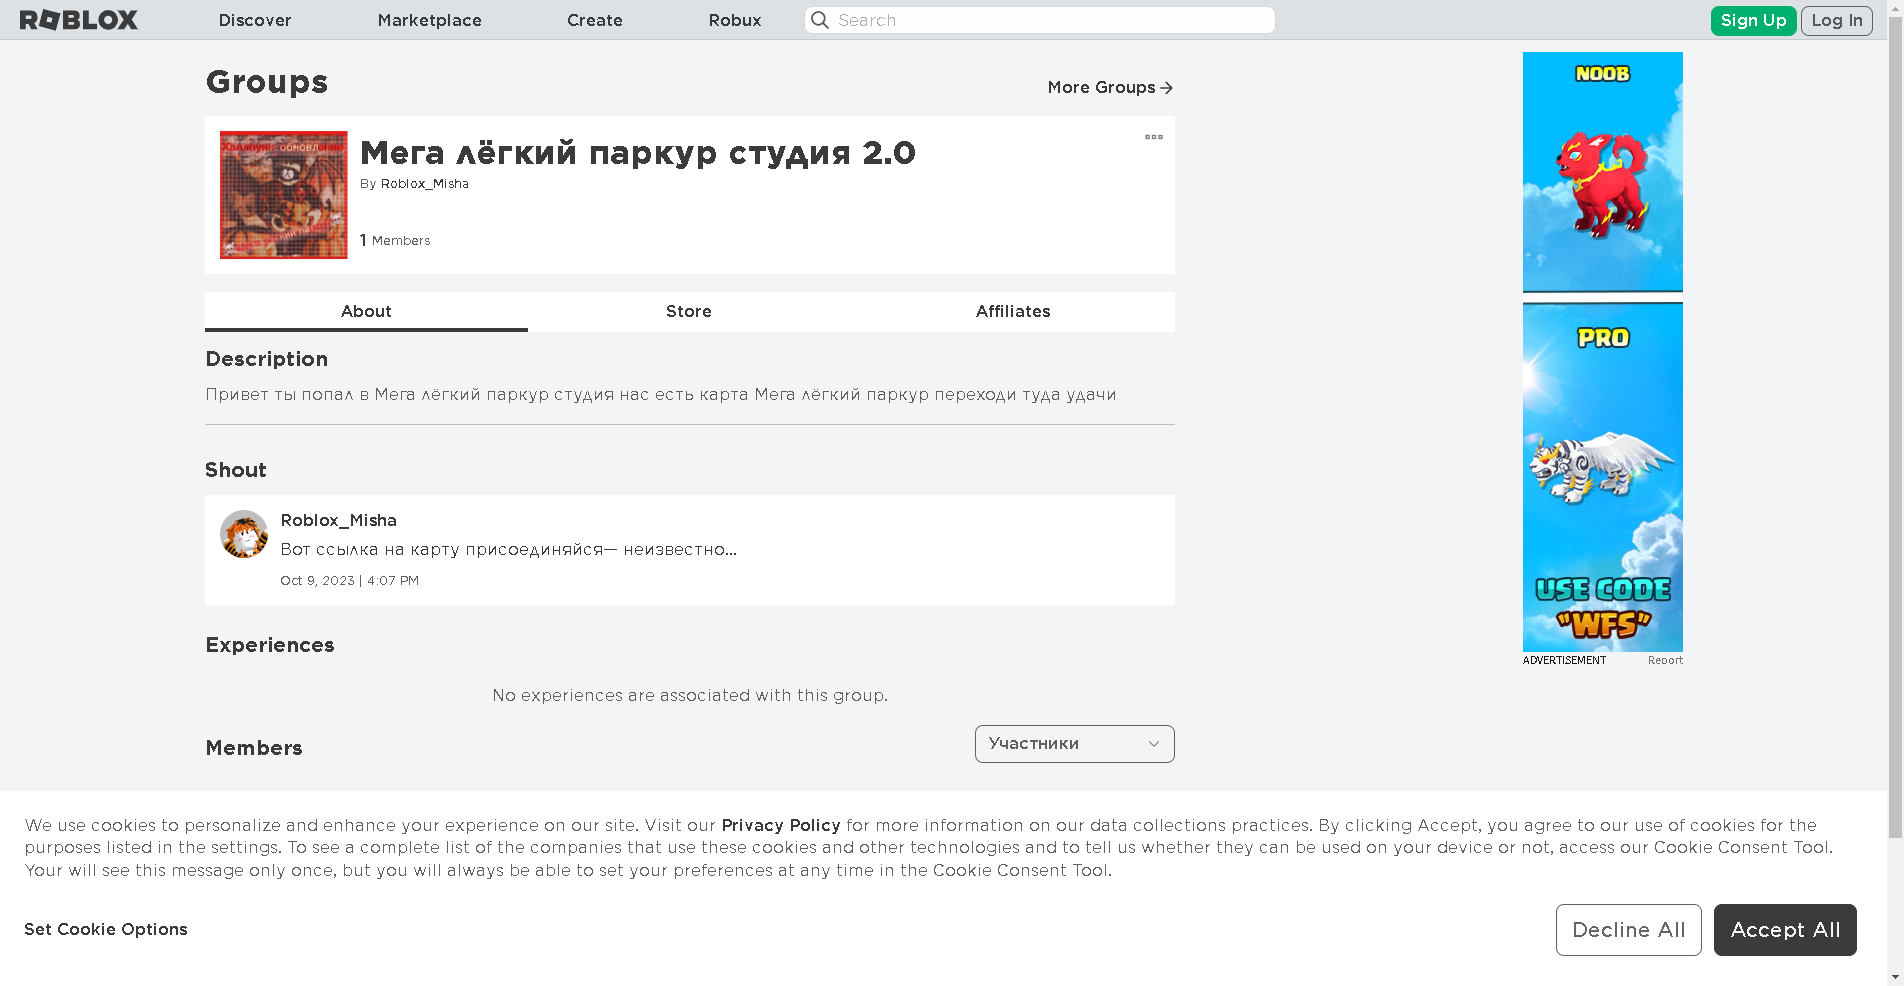 ROBLOX Discover Marketplace Create Robux Search Sign Up Log In
Groups
More Groups
Хэллоуин обновление
Мега лёгкий паркур студия 2.0
By Roblox_Misha
1 Members
About Store Affiliates
Description
Привет ты попал в Мега лёгкий паркур студия нас есть карта Мега лёгкий паркур переходи туда удачи
Shout
Roblox_Misha
Вот ссылка на карту присоединяйся— неизвестно...
Oct 9, 2023 | 4:07 PM
Experiences
No experiences are associated with this group.
Members
Участники
NOOB
PRO
USE CODE
"WFS"
ADVERTISEMENT Report
We use cookies to personalize and enhance your experience on our site. Visit our Privacy Policy for more information on our data collections practices. By clicking Accept, you agree to our use of cookies for the
purposes listed in the settings. To see a complete list of the companies that use these cookies and other technologies and to tell us whether they can be used on your device or not, access our Cookie Consent Tool.
Your will see this message only once, but you will always be able to set your preferences at any time in the Cookie Consent Tool.
Set Cookie Options
Decline All
Accept All